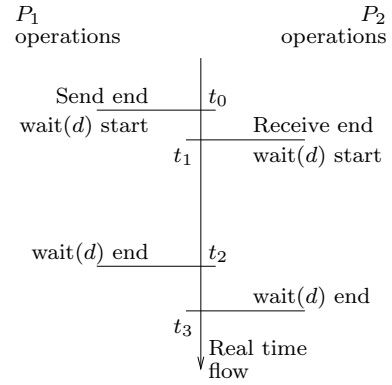 P₁
operations
P₂
operations
Send end
t₀
wait(d) start
Receive end
t₁
wait(d) start
wait(d) end
t₂
wait(d) end
t₃
Real time
flow